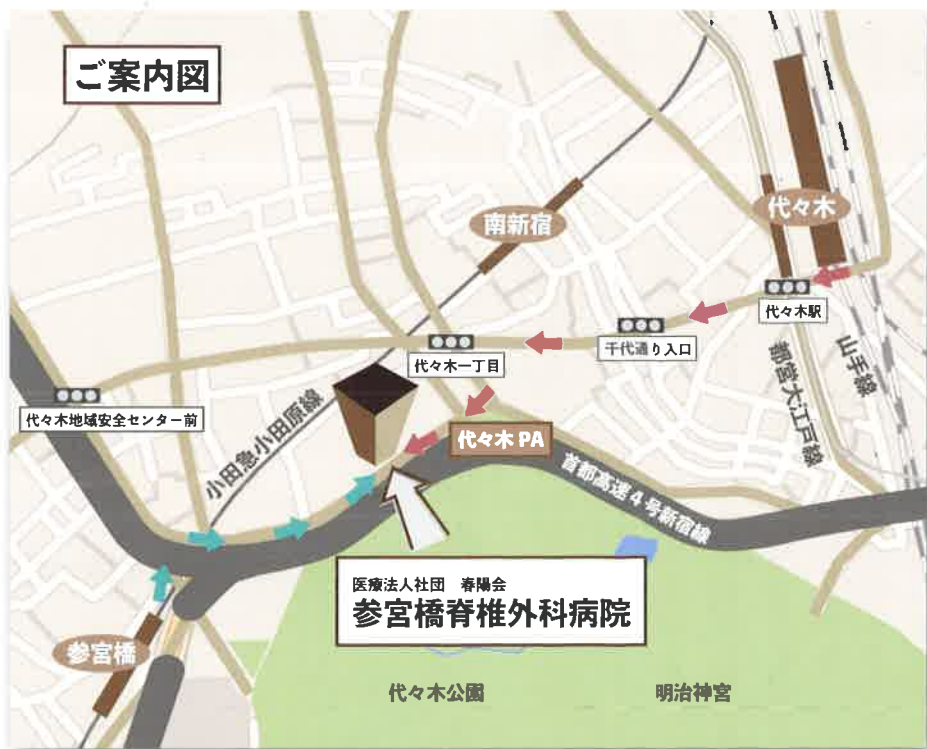 ご案内図
南新宿
代々木
代々木駅
千代通り入口
代々木一丁目
代々木地域安全センター前
山手線
都営大江戸線
小田急小田原線
代々木PA
首都高速4号新宿線
医療法人社団 春陽会
参宮橋脊椎外科病院
参宮橋
代々木公園
明治神宮